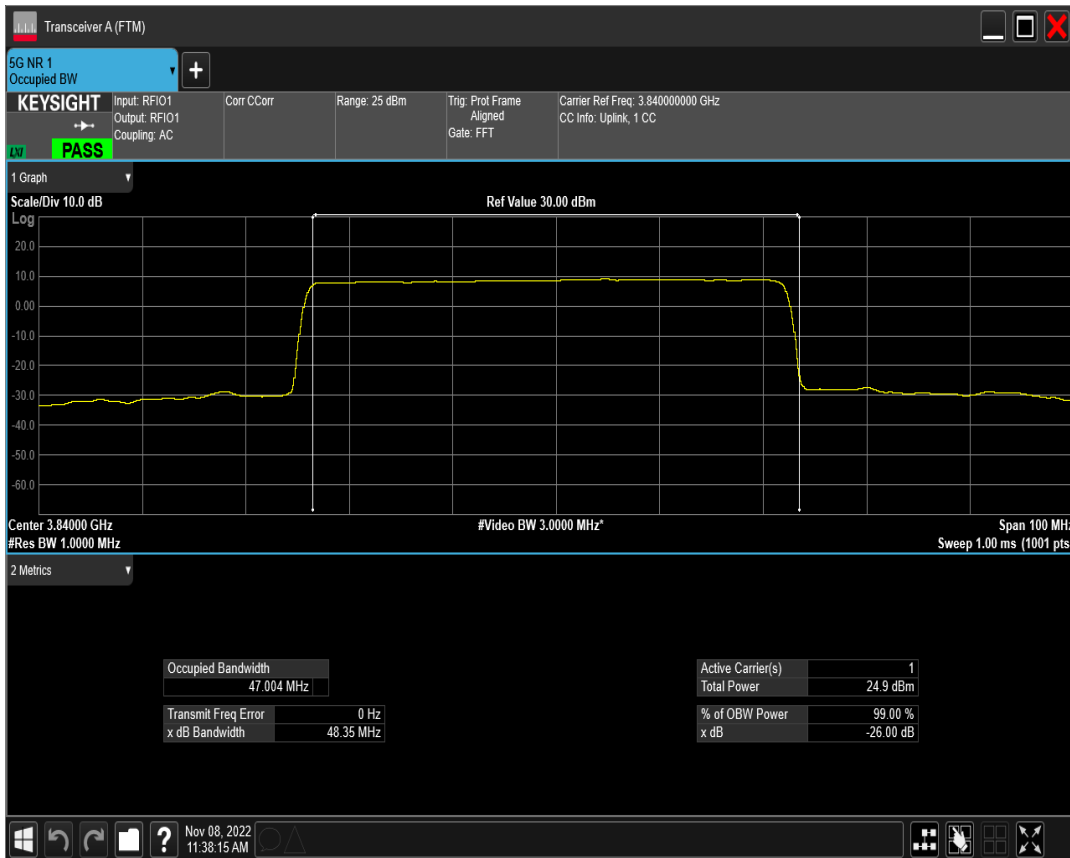 Transceiver A (FTM)
5G NR 1
Occupied BW
+
KEYSIGHT
LXI
PASS
Input: RFIO1
Output: RFIO1
Coupling: AC
Corr CCorr
Range: 25 dBm
Trig: Prot Frame
Aligned
Gate: FFT
Carrier Ref Freq: 3.840000000 GHz
CC Info: Uplink, 1 CC
1 Graph
Scale/Div 10.0 dB
Ref Value 30.00 dBm
Log
20.0
10.0
0.00
-10.0
-20.0
-30.0
-40.0
-50.0
-60.0
Center 3.84000 GHz
#Video BW 3.0000 MHz*
Span 100 MHz
#Res BW 1.0000 MHz
Sweep 1.00 ms (1001 pts
2 Metrics
Occupied Bandwidth
47.004 MHz
Transmit Freq Error 0 Hz
x dB Bandwidth 48.35 MHz
Active Carrier(s) 1
Total Power 24.9 dBm
% of OBW Power 99.00 %
x dB -26.00 dB
?
Nov 08, 2022
11:38:15 AM